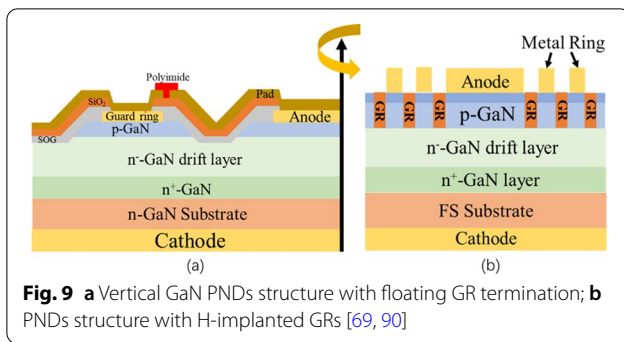 Polyimide
SiO₂
Pad
Guard ring
Anode
SOG
p-GaN
n⁻-GaN drift layer
n⁺-GaN
n-GaN Substrate
Cathode
(a)
Metal Ring
Anode
GR GR GR GR GR GR
p-GaN
n⁻-GaN drift layer
n⁺-GaN layer
FS Substrate
Cathode
(b)
Fig. 9 a Vertical GaN PNDs structure with floating GR termination; b
PNDs structure with H-implanted GRs [69, 90]